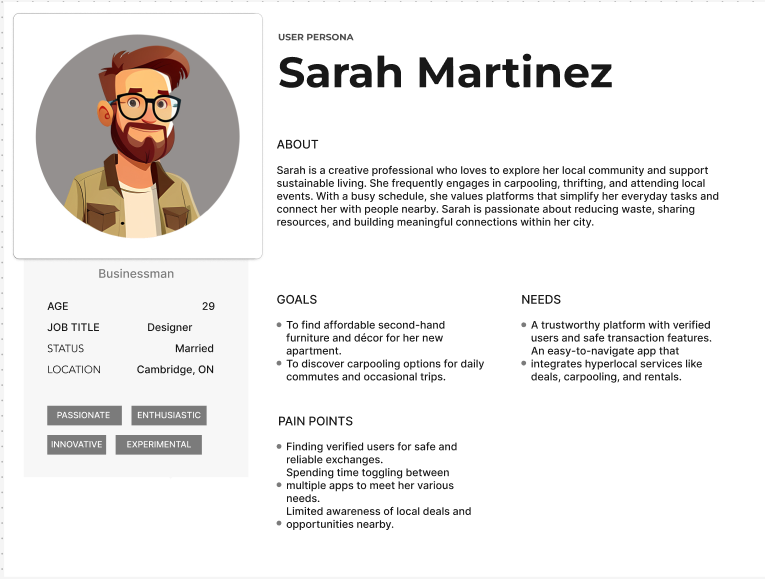 USER PERSONA
Sarah Martinez
ABOUT
Sarah is a creative professional who loves to explore her local community and support
sustainable living. She frequently engages in carpooling, thrifting, and attending local
events. With a busy schedule, she values platforms that simplify her everyday tasks and
connect her with people nearby. Sarah is passionate about reducing waste, sharing
resources, and building meaningful connections within her city.
Businessman
AGE 29
JOB TITLE Designer
STATUS Married
LOCATION Cambridge, ON
PASSIONATE ENTHUSIASTIC
INNOVATIVE EXPERIMENTAL
GOALS
To find affordable second-hand
furniture and décor for her new
apartment.
To discover carpooling options for daily
commutes and occasional trips.
NEEDS
A trustworthy platform with verified
users and safe transaction features.
An easy-to-navigate app that
integrates hyperlocal services like
deals, carpooling, and rentals.
PAIN POINTS
Finding verified users for safe and
reliable exchanges.
Spending time toggling between
multiple apps to meet her various
needs.
Limited awareness of local deals and
opportunities nearby.